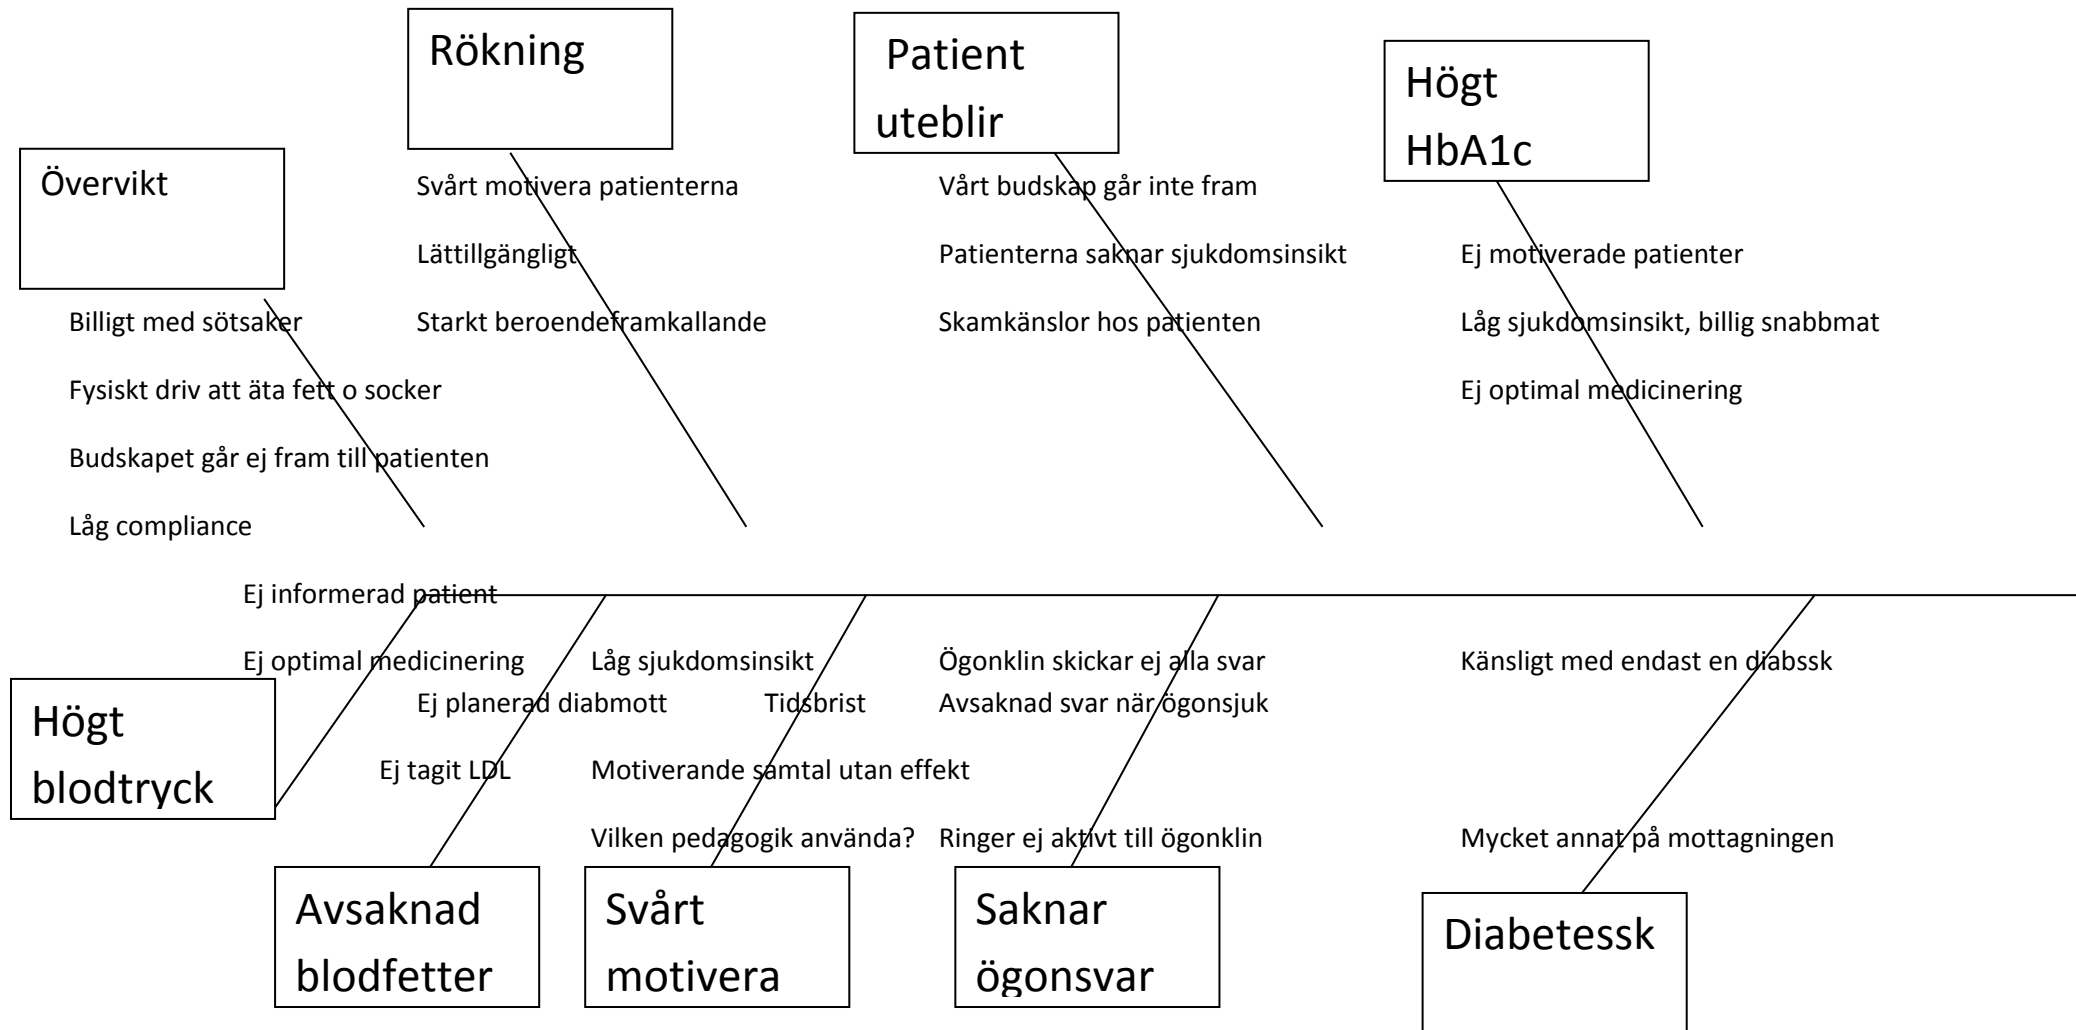 Rökning
Patient
uteblir
Högt
HbA1c
Övervikt
Svårt motivera patienterna
Vårt budskap går inte fram
Lättillgängligt
Patienterna saknar sjukdomsinsikt
Ej motiverade patienter
Billigt med sötsaker
Starkt beroendeframkallande
Skamkänslor hos patienten
Låg sjukdomsinsikt, billig snabbmat
Fysiskt driv att äta fett o socker
Ej optimal medicinering
Budskapet går ej fram till patienten
Låg compliance
Ej informerad patient
Ej optimal medicinering
Låg sjukdomsinsikt
Ögonklin skickar ej alla svar
Känsligt med endast en diabssk
Ej planerad diabmott
Tidsbrist
Avsaknad svar när ögonsjuk
Högt
blodtryck
Ej tagit LDL
Motiverande samtal utan effekt
Vilken pedagogik använda?
Ringer ej aktivt till ögonklin
Mycket annat på mottagningen
Avsaknad
blodfetter
Svårt
motivera
Saknar
ögonsvar
Diabetessk